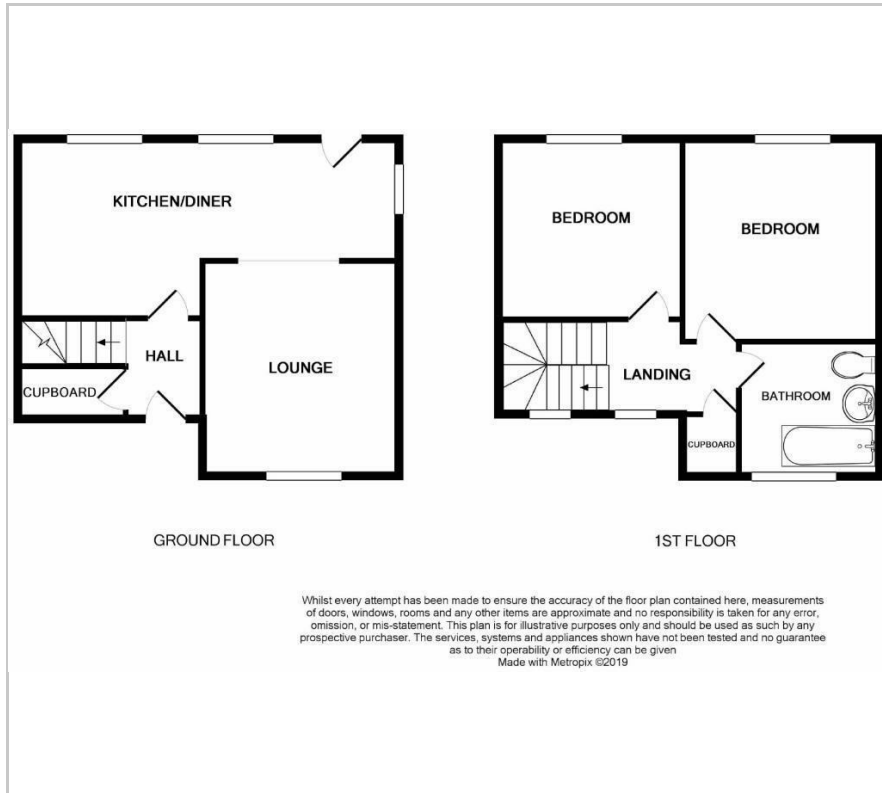 KITCHEN/DINER
HALL
LOUNGE
CUPBOARD
GROUND FLOOR
BEDROOM
BEDROOM
LANDING
BATHROOM
CUPBOARD
1ST FLOOR
Whilst every attempt has been made to ensure the accuracy of the floor plan contained here, measurements
of doors, windows, rooms and any other items are approximate and no responsibility is taken for any error,
omission, or mis-statement. This plan is for illustrative purposes only and should be used as such by any
prospective purchaser. The services, systems and appliances shown have not been tested and no guarantee
as to their operability or efficiency can be given
Made with Metropix ©2019